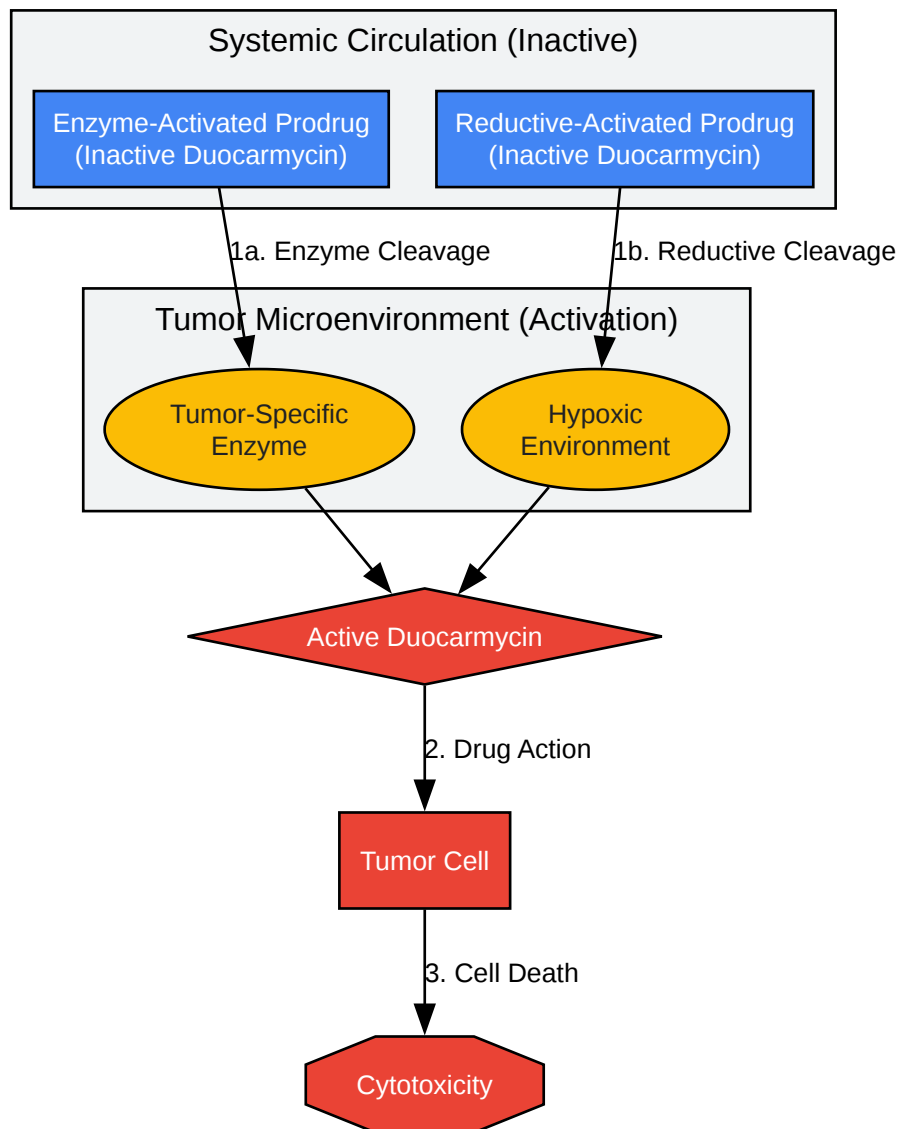 Systemic Circulation (Inactive)
Enzyme-Activated Prodrug
(Inactive Duocarmycin)
Reductive-Activated Prodrug
(Inactive Duocarmycin)
1a. Enzyme Cleavage
1b. Reductive Cleavage
Tumor Microenvironment (Activation)
Tumor-Specific
Enzyme
Hypoxic
Environment
Active Duocarmycin
2. Drug Action
Tumor Cell
3. Cell Death
Cytotoxicity